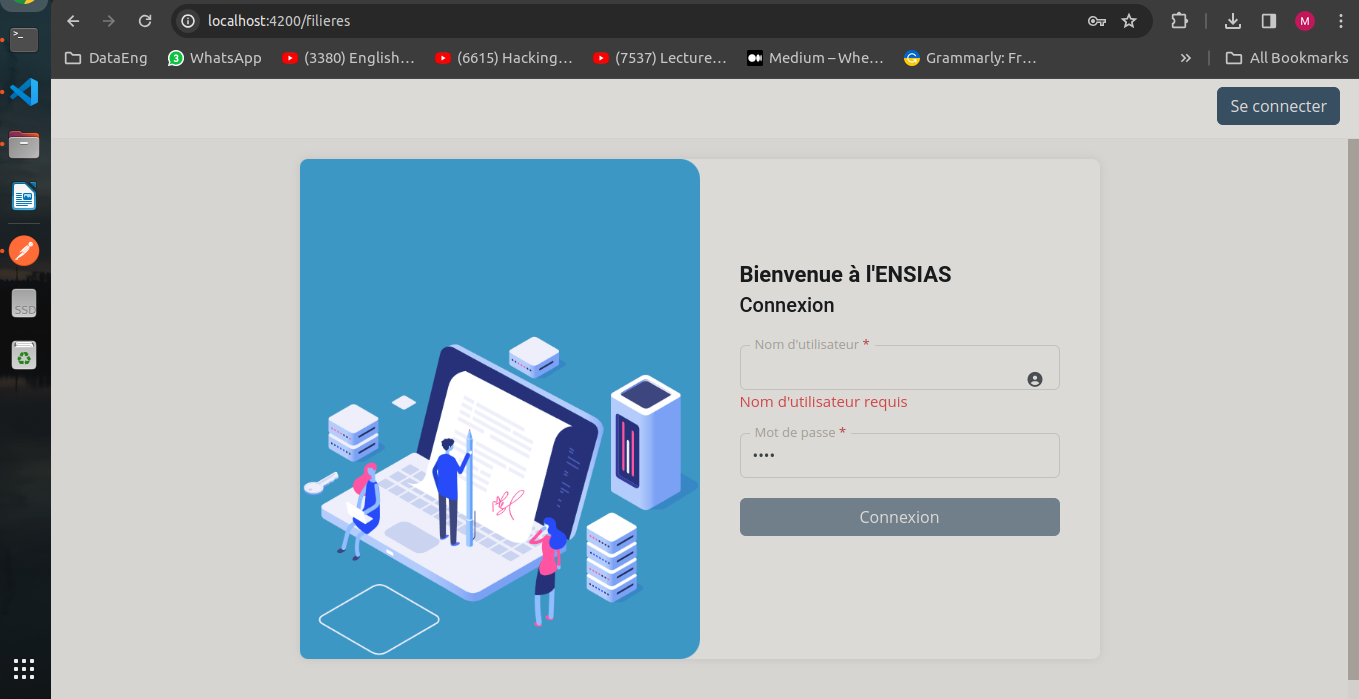 localhost:4200/filieres
M
DataEng
3 WhatsApp
(3380) English…
(6615) Hacking…
(7537) Lecture…
Medium – Whe…
Grammarly: Fr…
»
All Bookmarks
Se connecter
SSD
Bienvenue à l'ENSIAS
Connexion
Nom d'utilisateur *
Nom d'utilisateur requis
Mot de passe *
••••
Connexion